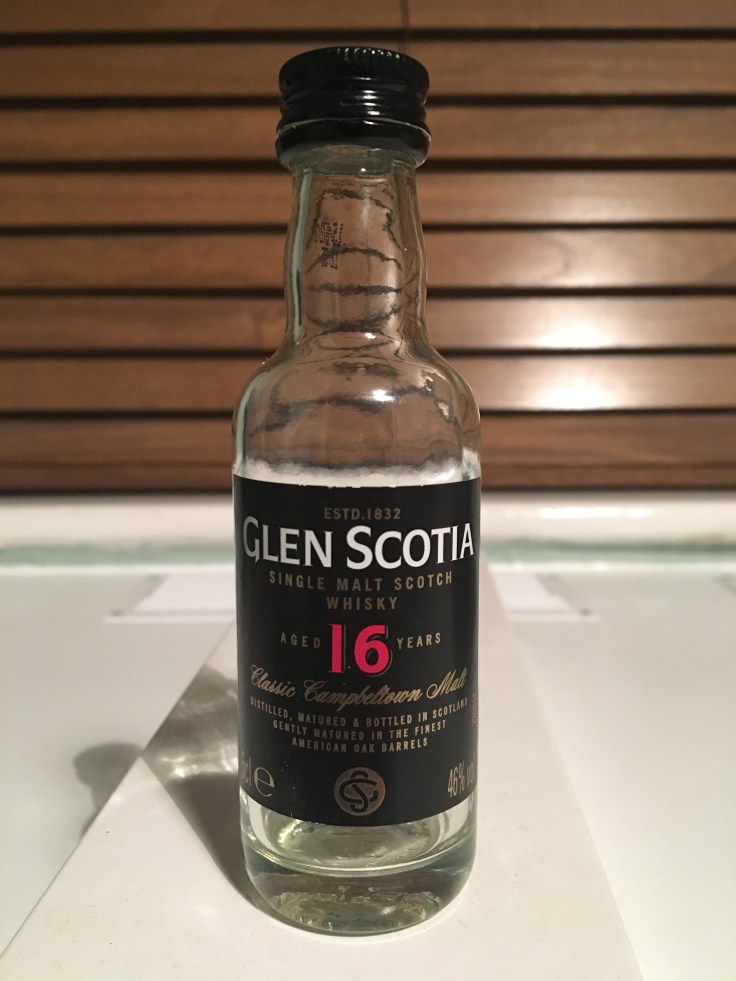 ESTD.1832
GLEN SCOTIA
SINGLE MALT SCOTCH
WHISKY
AGED 16 YEARS
Classic Campbeltown Malt
DISTILLED, MATURED & BOTTLED IN SCOTLAND
GENTLY MATURED IN THE FINEST
AMERICAN OAK BARRELS
5cl e
46% vol